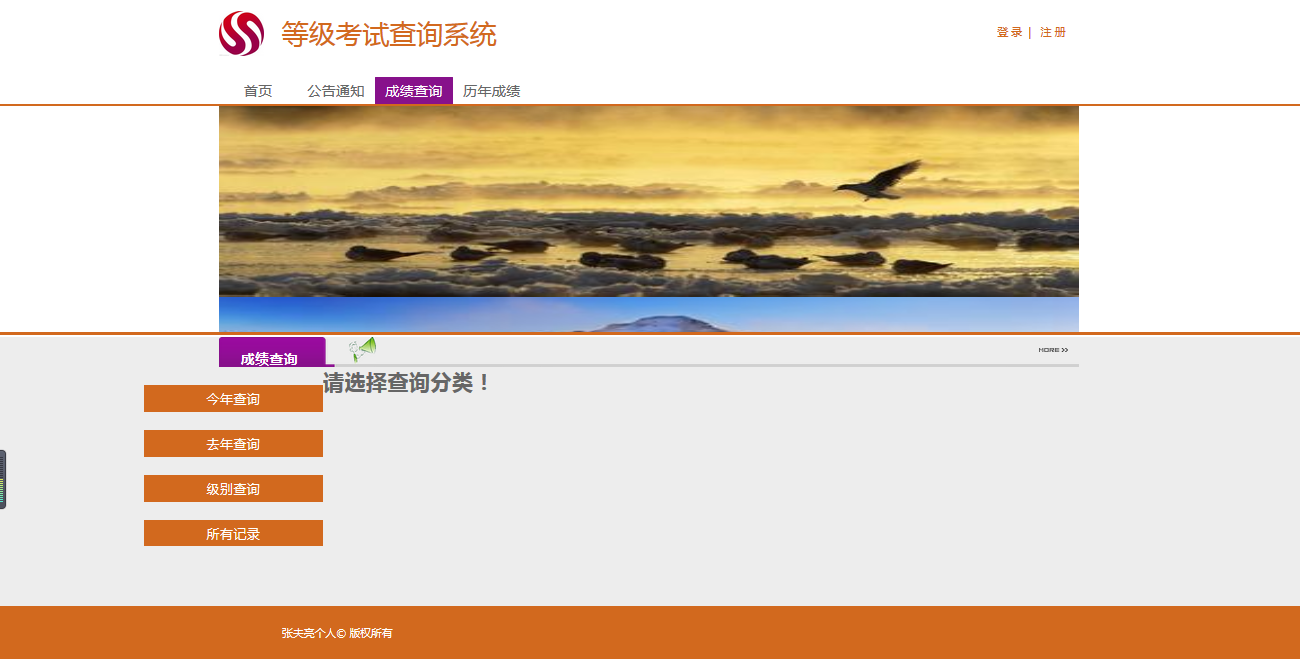 等级考试查询系统
登录 | 注册
首页 公告通知 成绩查询 历年成绩
成绩查询
MORE »
请选择查询分类！
今年查询
去年查询
级别查询
所有记录
张夫亮个人© 版权所有